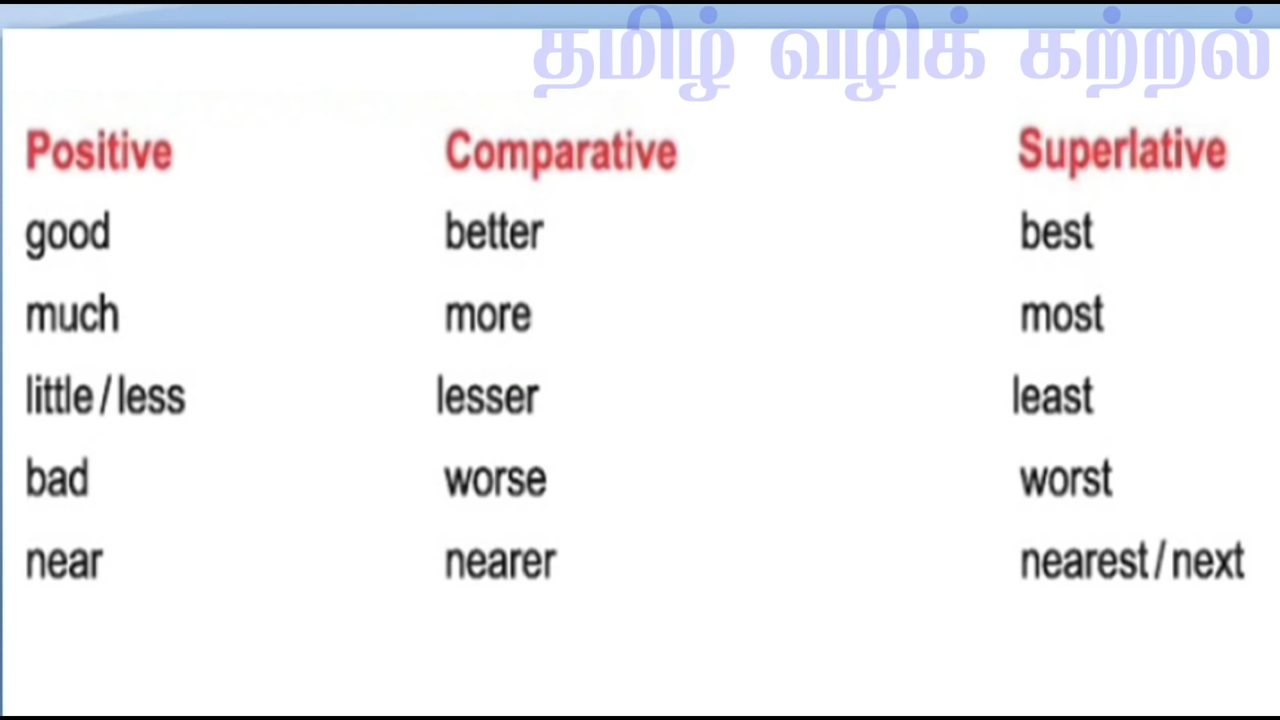 தமிழ் வழிக் கற்றல்
Positive Comparative Superlative
good better best
much more most
little / less lesser least
bad worse worst
near nearer nearest / next